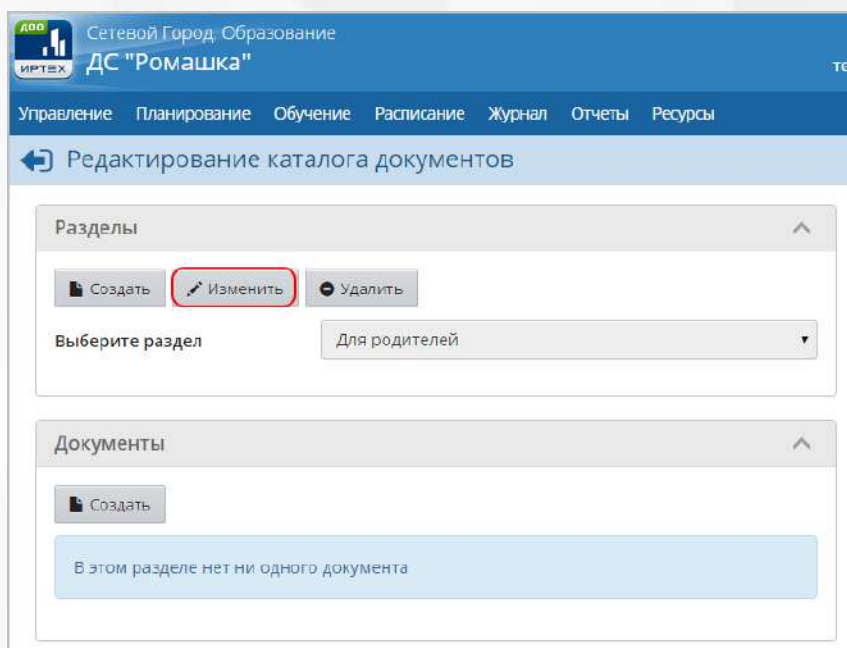 ДОО
ИРТЕХ
Сетевой Город. Образование
ДС "Ромашка"
Управление Планирование Обучение Расписание Журнал Отчеты Ресурсы
Редактирование каталога документов
Разделы
Создать Изменить Удалить
Выберите раздел Для родителей
Документы
Создать
В этом разделе нет ни одного документа